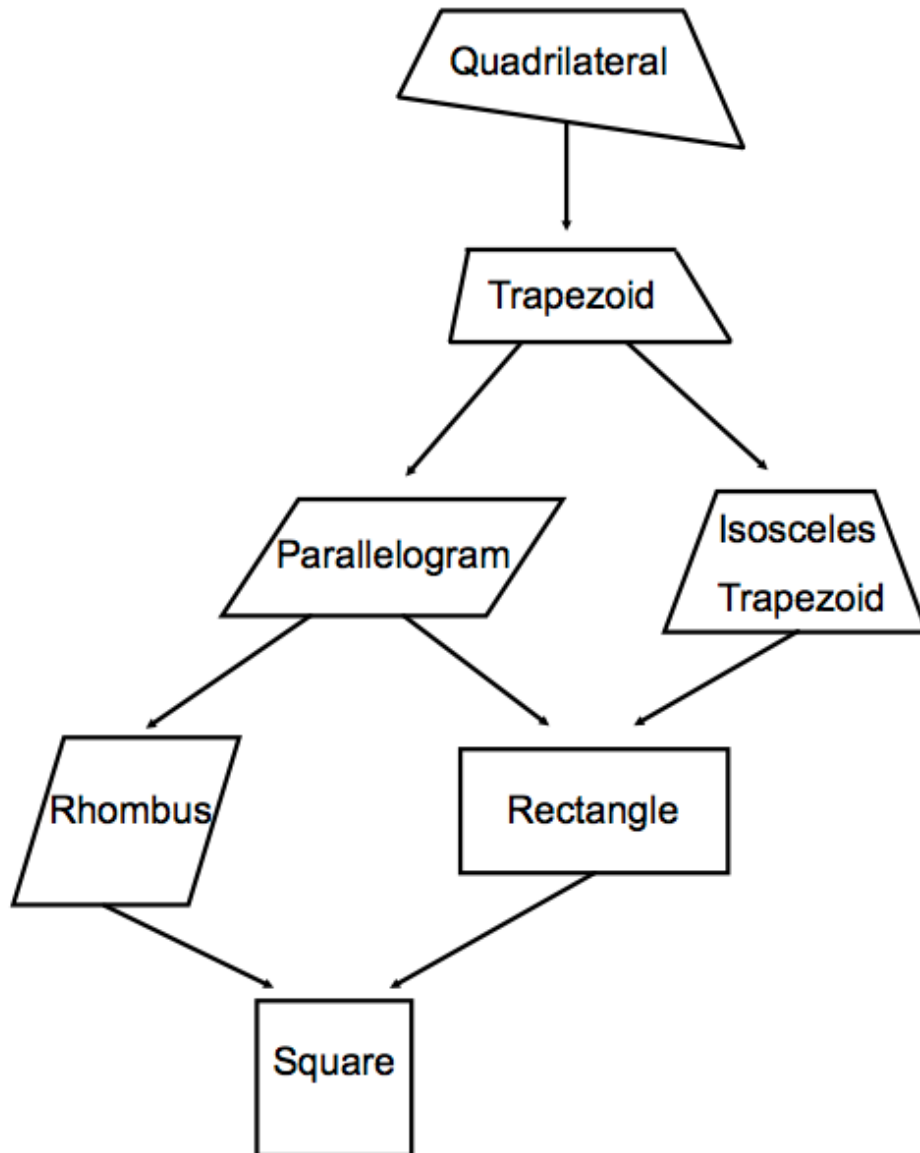 Quadrilateral
Trapezoid
Parallelogram
Isosceles
Trapezoid
Rhombus
Rectangle
Square